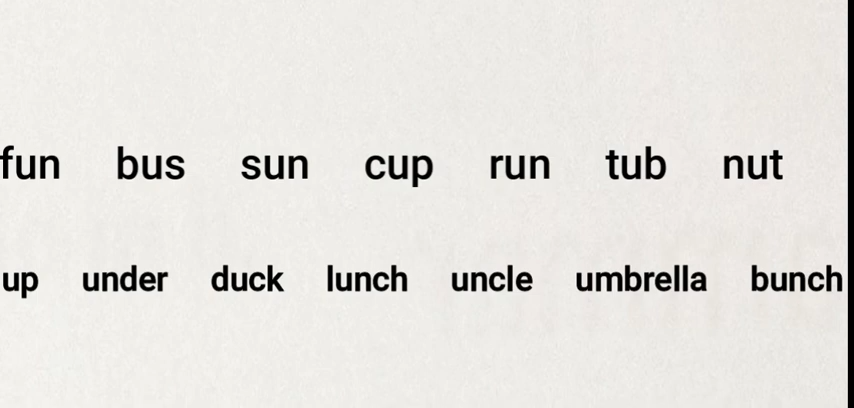 fun bus sun cup run tub nut
up under duck lunch uncle umbrella bunch